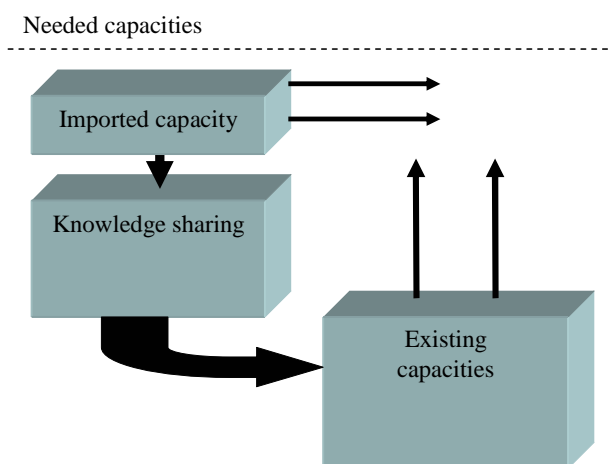 Needed capacities
Imported capacity
Knowledge sharing
Existing
capacities